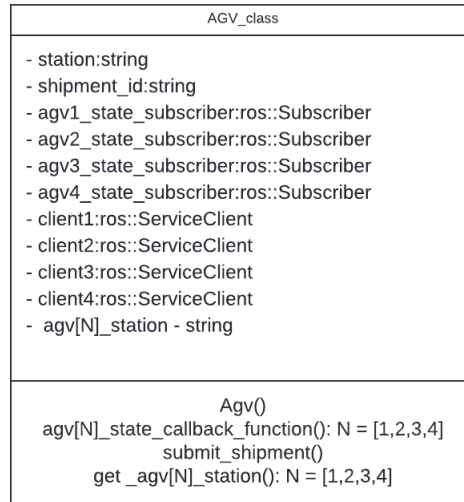 AGV_class
- station:string
- shipment_id:string
- agv1_state_subscriber:ros::Subscriber
- agv2_state_subscriber:ros::Subscriber
- agv3_state_subscriber:ros::Subscriber
- agv4_state_subscriber:ros::Subscriber
- client1:ros::ServiceClient
- client2:ros::ServiceClient
- client3:ros::ServiceClient
- client4:ros::ServiceClient
- agv[N]_station - string
Agv()
agv[N]_state_callback_function(): N = [1,2,3,4]
submit_shipment()
get _agv[N]_station(): N = [1,2,3,4]